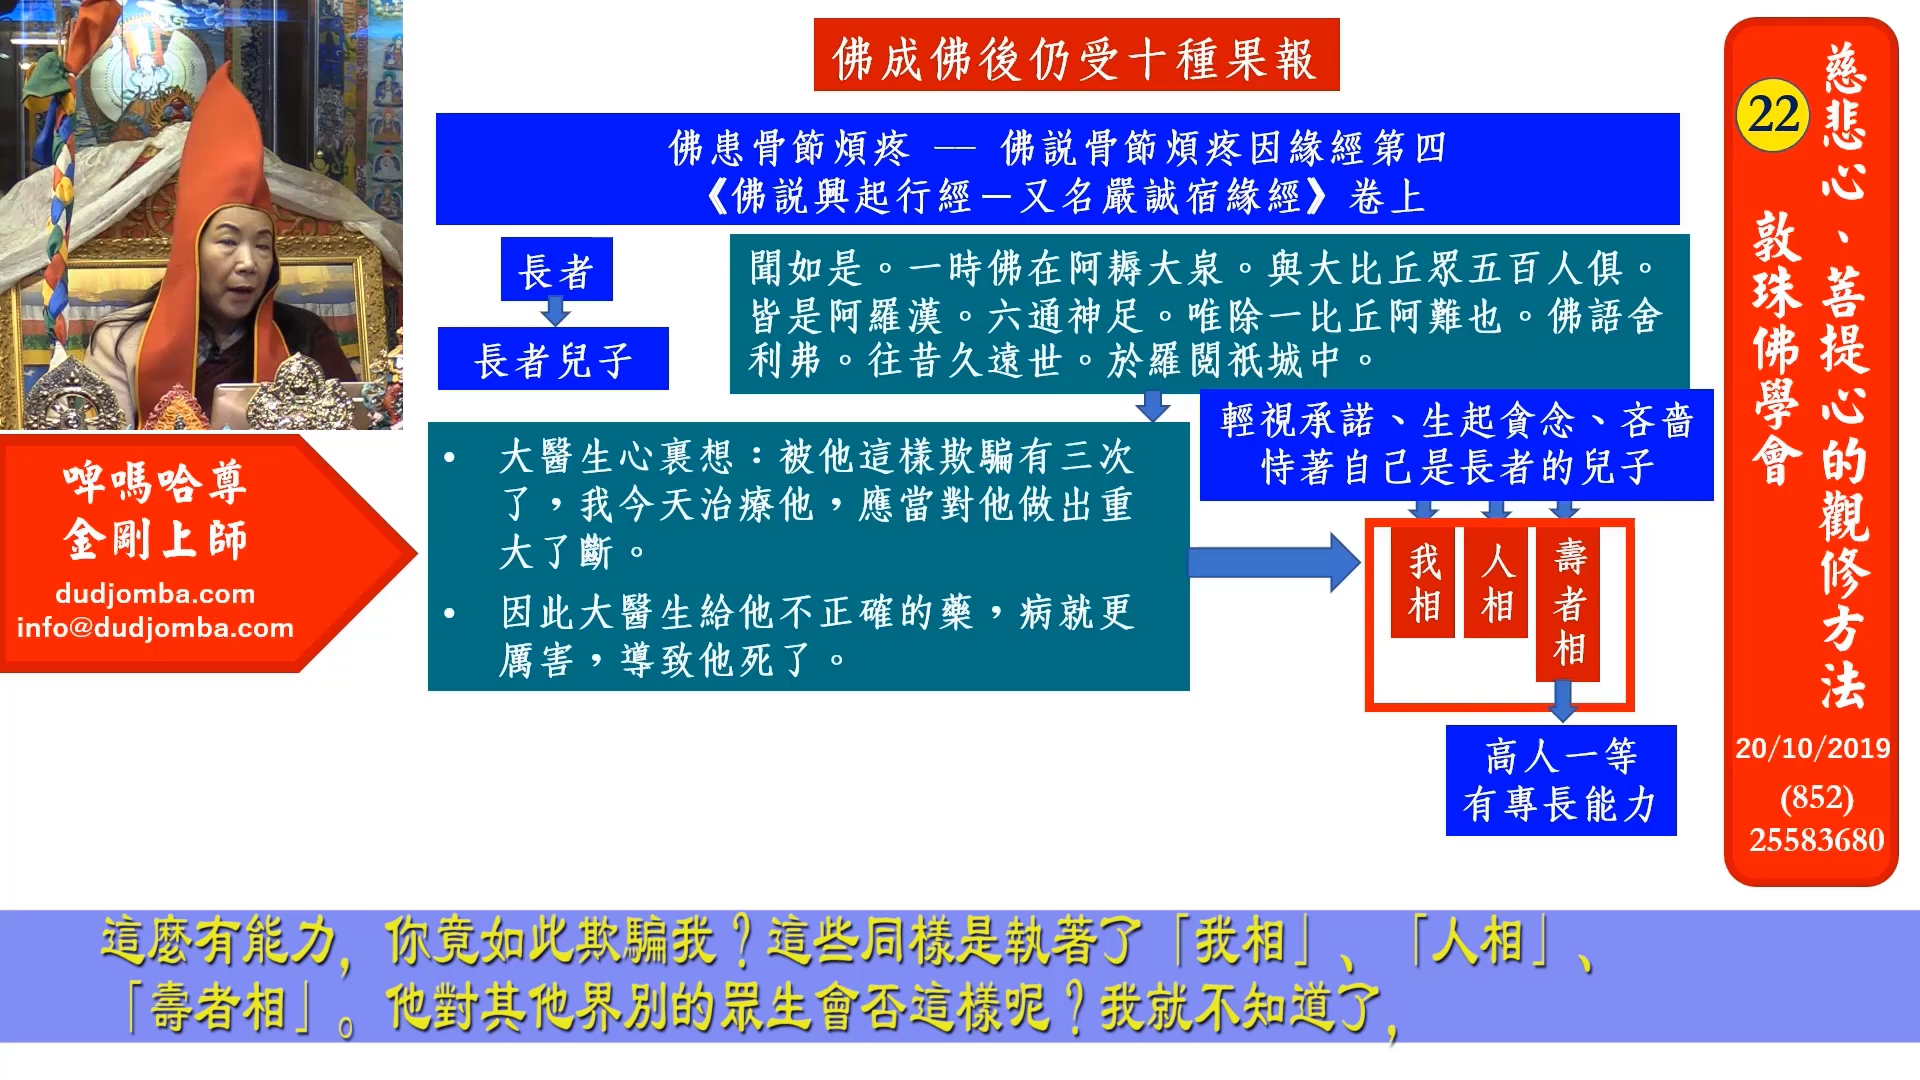 佛成佛後仍受十種果報
佛患骨節煩疼 — 佛説骨節煩疼因緣經第四
《佛説興起行經－又名嚴誠宿緣經》卷上
長者
長者兒子
聞如是。一時佛在阿耨大泉。與大比丘眾五百人俱。
皆是阿羅漢。六通神足。唯除一比丘阿難也。佛語舍
利弗。往昔久遠世。於羅閱祇城中。
• 大醫生心裏想：被他這樣欺騙有三次
了，我今天治療他，應當對他做出重
大了斷。
• 因此大醫生給他不正確的藥，病就更
厲害，導致他死了。
輕視承諾、生起貪念、吝嗇
恃著自己是長者的兒子
我相
人相
壽者相
高人一等
有專長能力
啤嗎哈尊
金剛上師
dudjomba.com
info@dudjomba.com
22
慈悲心、菩提心的觀修方法
敦珠佛學會
20/10/2019
(852)
25583680
這麼有能力，你竟如此欺騙我？這些同樣是執著了「我相」、「人相」、
「壽者相」。他對其他界別的眾生會否這樣呢？我就不知道了，